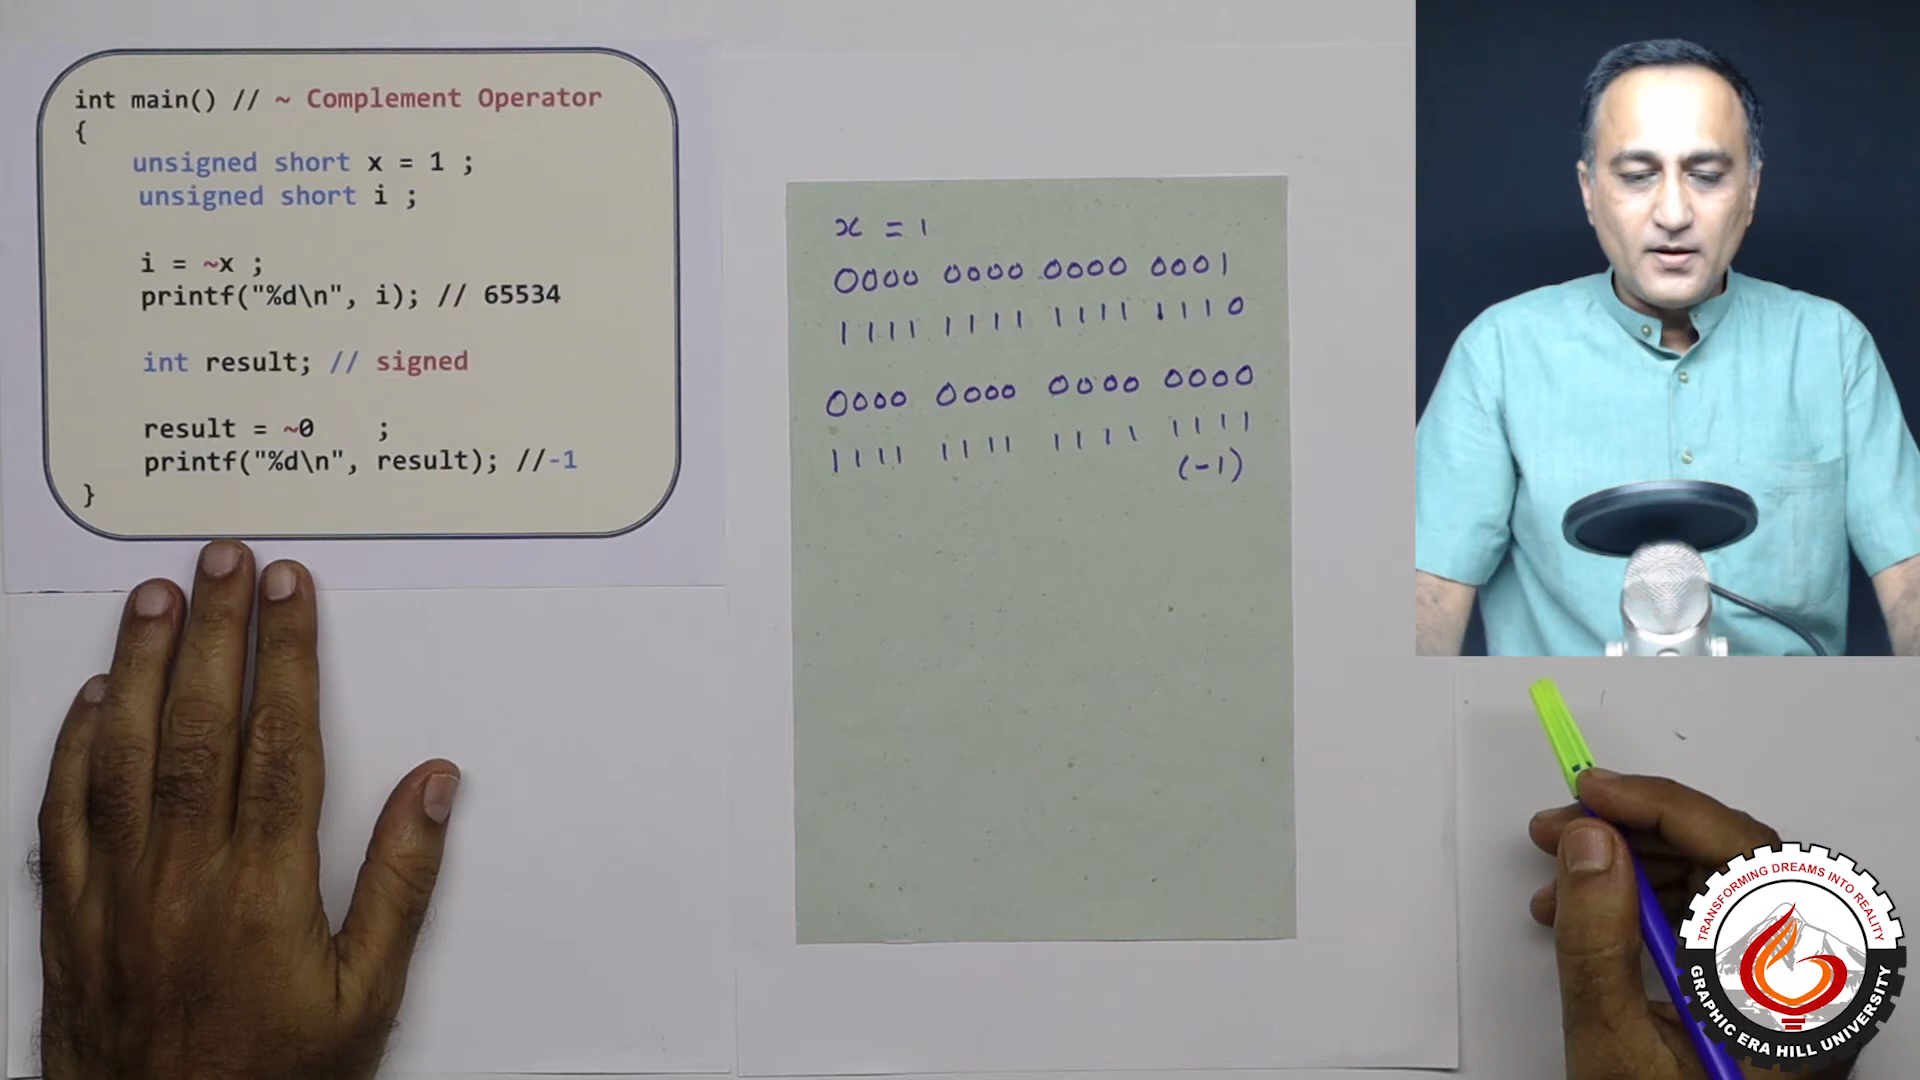 int main() // ~ Complement Operator
{
unsigned short x = 1 ;
unsigned short i ;
i = ~x ;
printf("%d\n", i); // 65534
int result; // signed
result = ~0 ;
printf("%d\n", result); //-1
}
x = 1
0000 0000 0000 0001
1111 1111 1111 1110
0000 0000 0000 0000
1111 1111 1111 1111
(-1)
TRANSFORMING DREAMS INTO REALITY
GRAPHIC ERA HILL UNIVERSITY